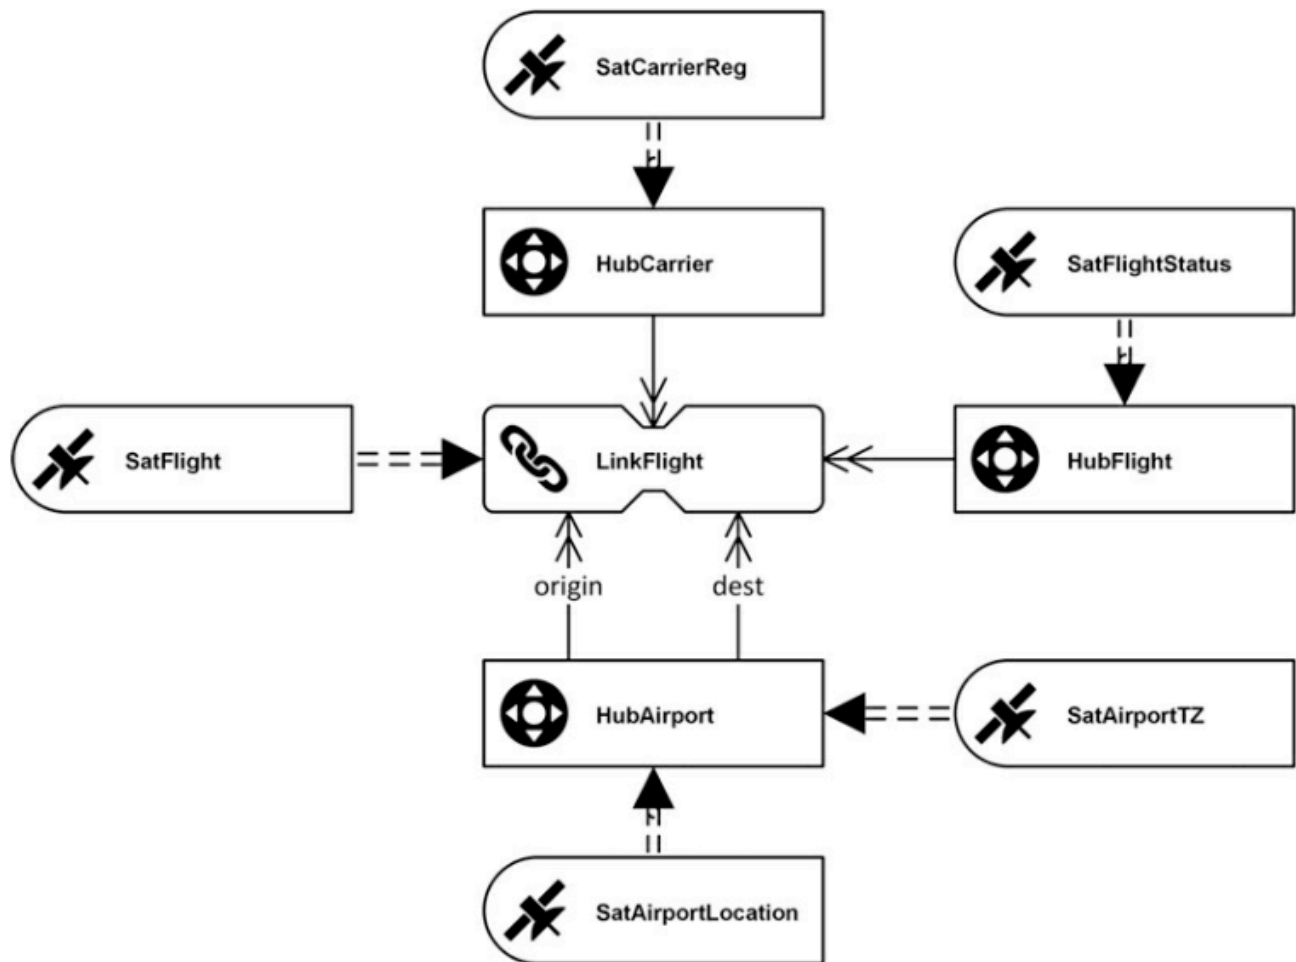 SatCarrierReg
HubCarrier
SatFlightStatus
SatFlight
LinkFlight
HubFlight
origin
dest
HubAirport
SatAirportTZ
SatAirportLocation